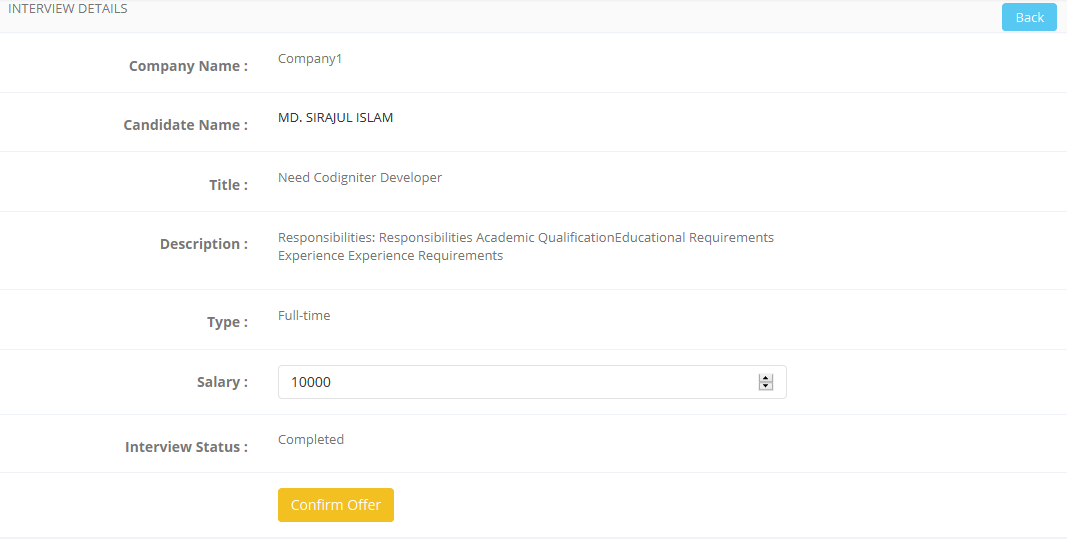 INTERVIEW DETAILS
Back
Company Name :
Company1
Candidate Name :
MD. SIRAJUL ISLAM
Title :
Need Codigniter Developer
Description :
Responsibilities: Responsibilities Academic QualificationEducational Requirements
Experience Experience Requirements
Type :
Full-time
Salary :
10000
Interview Status :
Completed
Confirm Offer